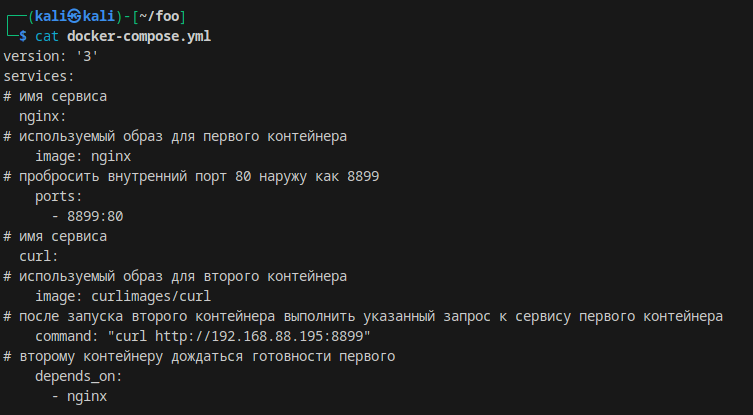 ┌──(kali㉿kali)-[~/foo]
└─$ cat docker-compose.yml
version: '3'
services:
# имя сервиса
  nginx:
# используемый образ для первого контейнера
    image: nginx
# пробросить внутренний порт 80 наружу как 8899
    ports:
      - 8899:80
# имя сервиса
  curl:
# используемый образ для второго контейнера
    image: curlimages/curl
# после запуска второго контейнера выполнить указанный запрос к сервису первого контейнера
    command: "curl http://192.168.88.195:8899"
# второму контейнеру дождаться готовности первого
    depends_on:
      - nginx